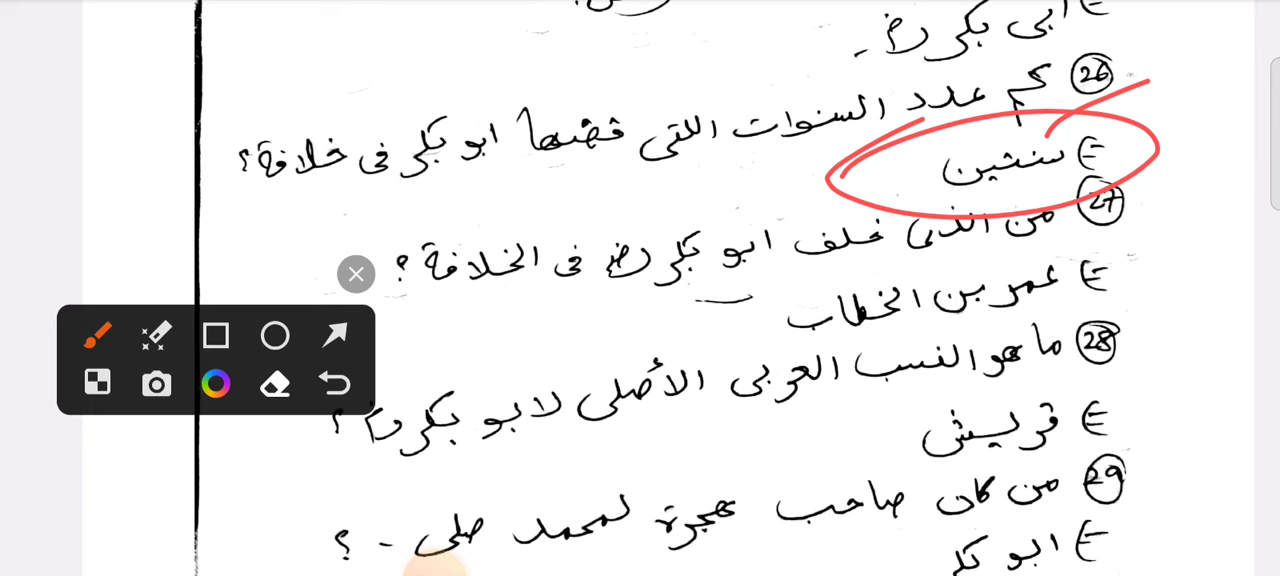 ج) ابى بكر رض -
26 كم عدد السنوات اللتى قضها ابو بكر فى خلافة؟
ج) سنتين
27 من الذى خلف ابو بكر رض فى الخلافة؟
ج) عمر بن الخطاب
28 ما هو النسب العربى الأصلى لابو بكر رض؟
ج) قريش
29 من كان صاحب هجرة لمحمد صلى - ؟
ج) ابو بكر